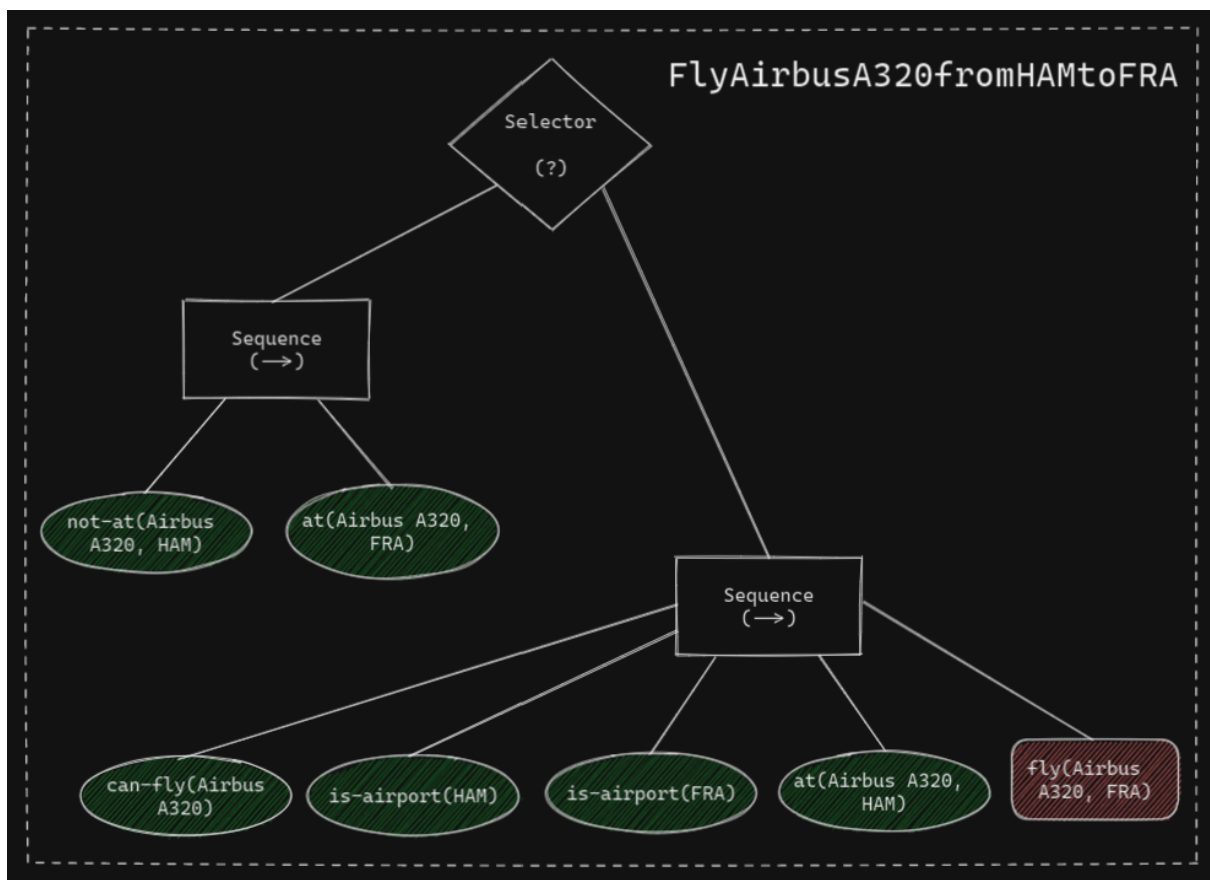 FlyAirbusA320fromHAMtoFRA
Selector
(?)
Sequence
(→)
not-at(Airbus
A320, HAM)
at(Airbus A320,
FRA)
Sequence
(→)
can-fly(Airbus
A320)
is-airport(HAM)
is-airport(FRA)
at(Airbus A320,
HAM)
fly(Airbus
A320, FRA)